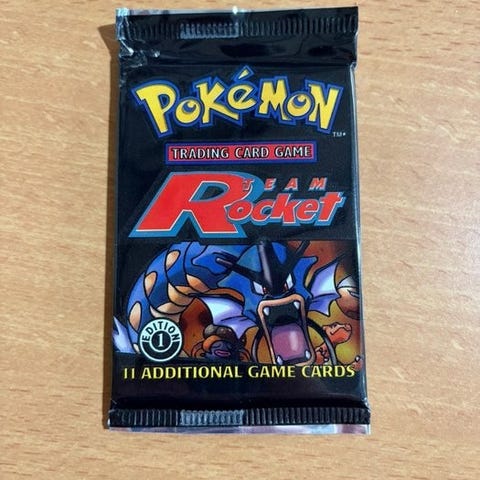 POKéMON
TM
TRADING CARD GAME
TEAM
Rocket
EDITION
1
11 ADDITIONAL GAME CARDS